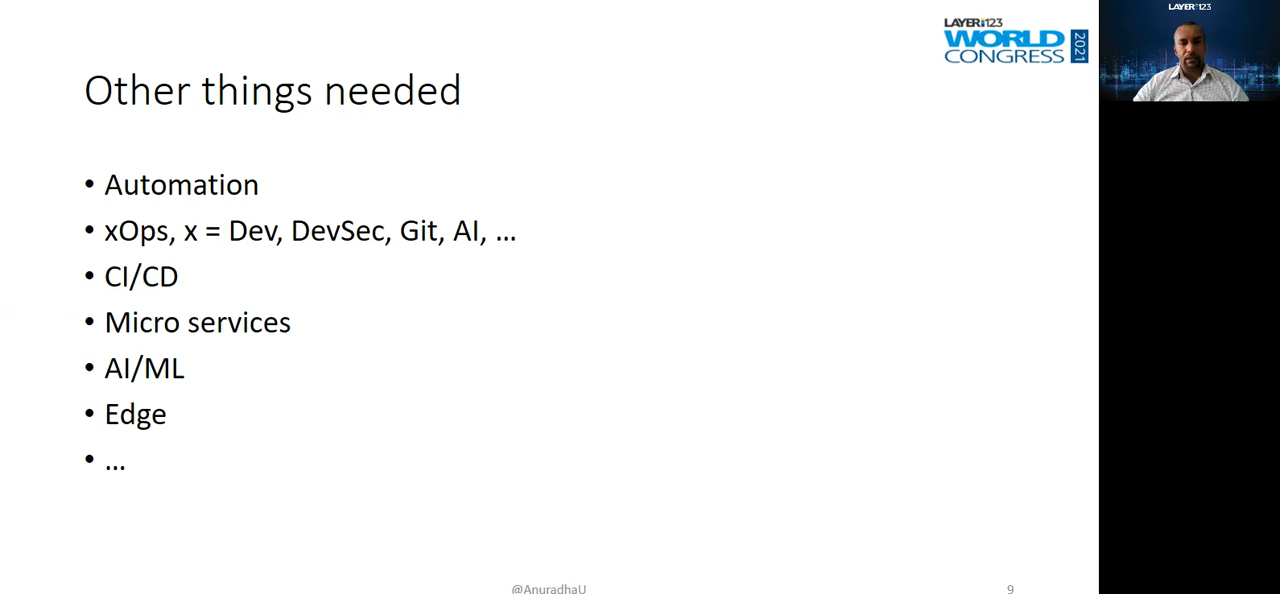 LAYER123
WORLD
CONGRESS
2021
LAYER123
Other things needed
• Automation
• xOps, x = Dev, DevSec, Git, AI, ...
• CI/CD
• Micro services
• AI/ML
• Edge
• ...
@AnuradhaU
9